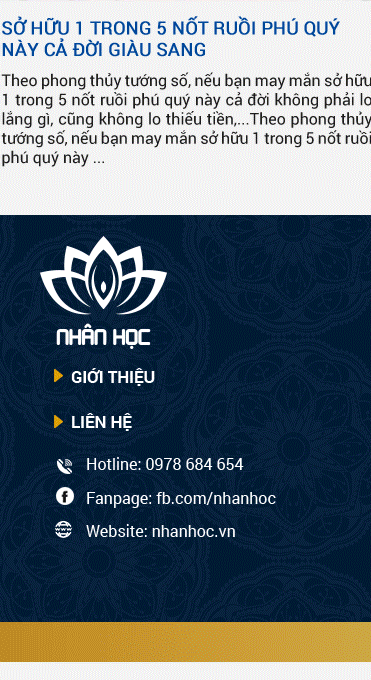 SỞ HỮU 1 TRONG 5 NỐT RUỒI PHÚ QUÝ
NÀY CẢ ĐỜI GIÀU SANG
Theo phong thủy tướng số, nếu bạn may mắn sở hữu
1 trong 5 nốt ruồi phú quý này cả đời không phải lo
lắng gì, cũng không lo thiếu tiền,...Theo phong thủy
tướng số, nếu bạn may mắn sở hữu 1 trong 5 nốt ruồi
phú quý này ...
NHÂN HỌC
GIỚI THIỆU
LIÊN HỆ
Hotline: 0978 684 654
Fanpage: fb.com/nhanhoc
Website: nhanhoc.vn